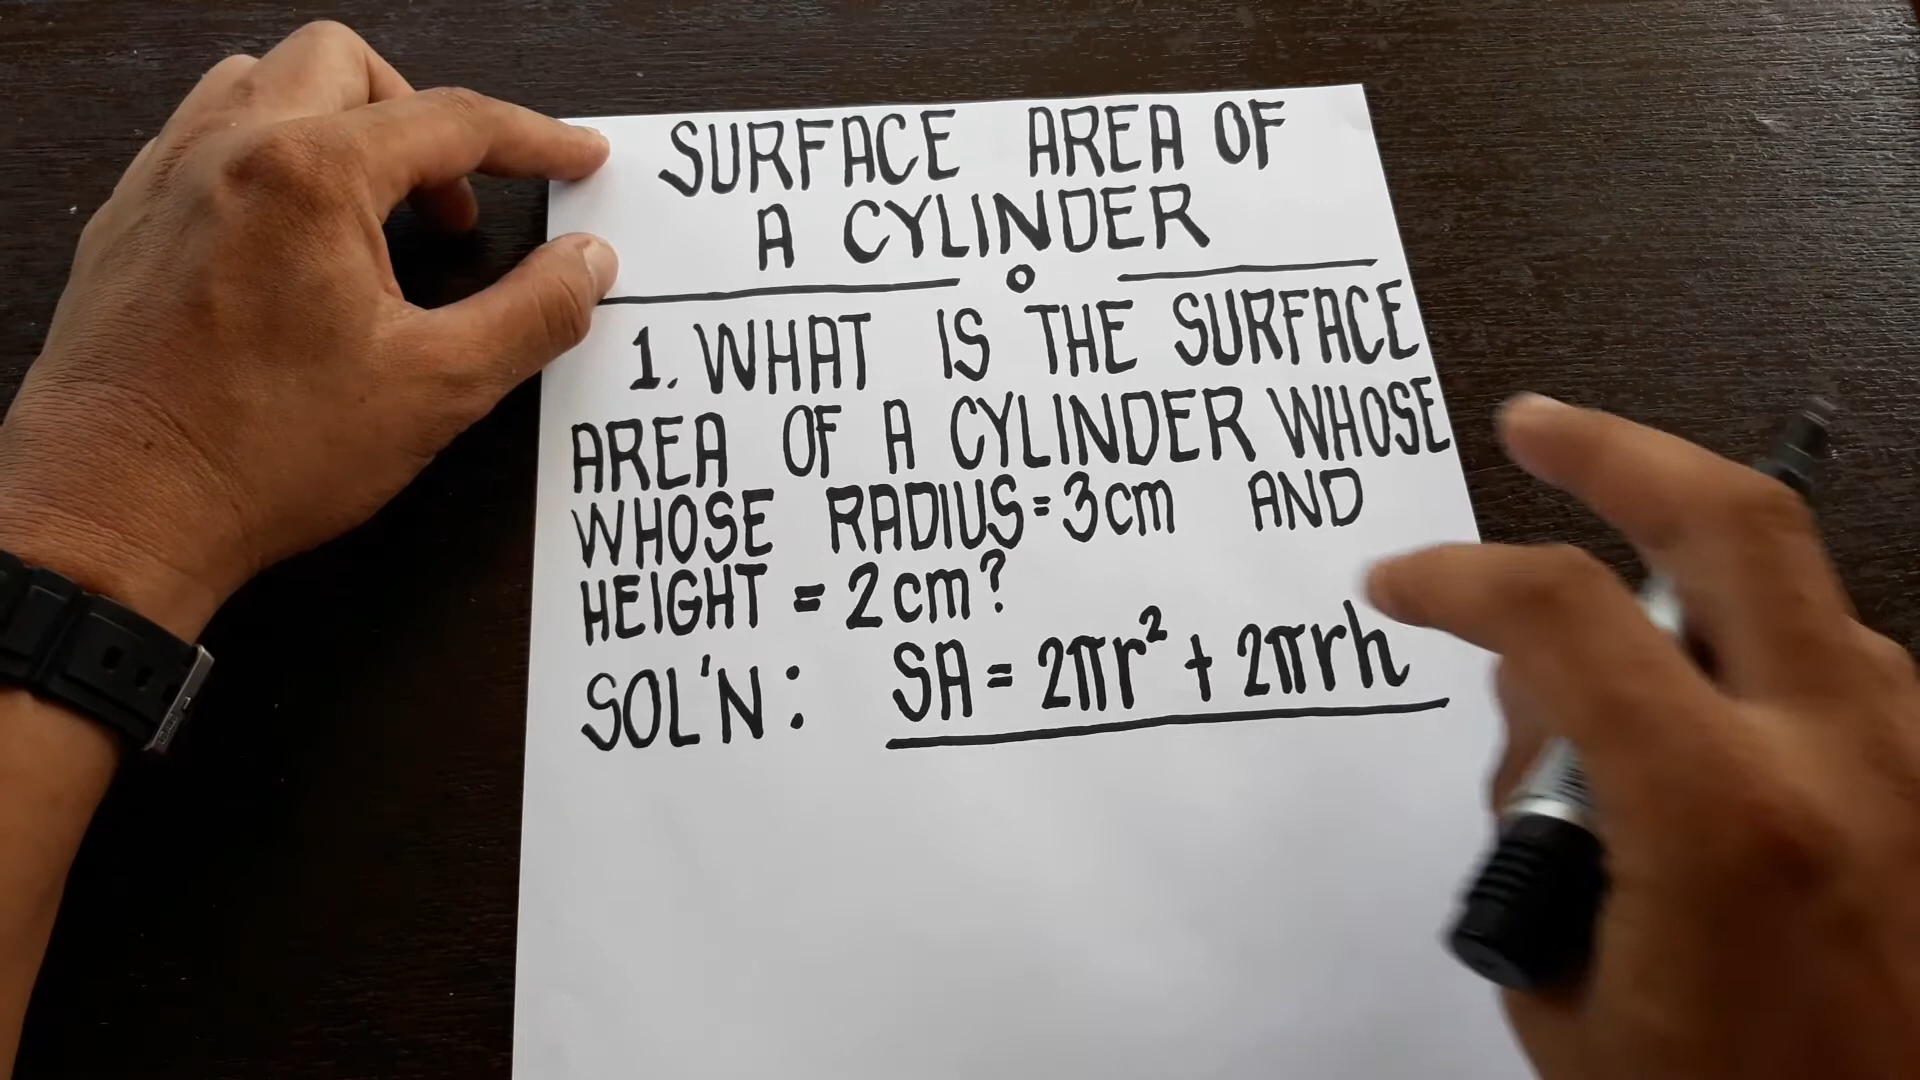 SURFACE AREA OF
A CYLINDER
1. WHAT IS THE SURFACE
AREA OF A CYLINDER WHOSE
WHOSE RADIUS=3cm AND
HEIGHT = 2cm?
SOL'N: SA = 2πr² + 2πrh